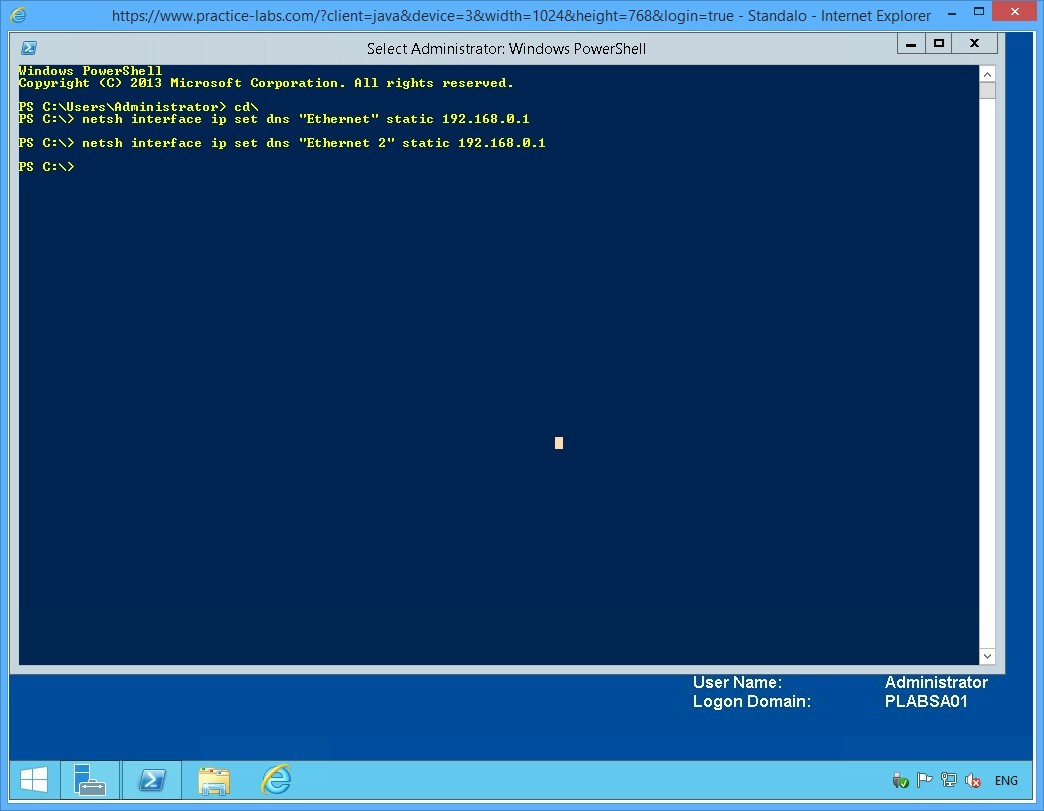 https://www.practice-labs.com/?client=java&device=3&width=1024&height=768&login=true - Standalo - Internet Explorer
Select Administrator: Windows PowerShell
Windows PowerShell
Copyright (C) 2013 Microsoft Corporation. All rights reserved.
PS C:\Users\Administrator> cd\
PS C:\> netsh interface ip set dns "Ethernet" static 192.168.0.1
PS C:\> netsh interface ip set dns "Ethernet 2" static 192.168.0.1
PS C:\>
User Name: Administrator
Logon Domain: PLABSA01
ENG